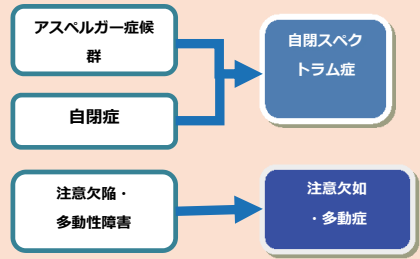 アスペルガー症候
群
自閉スペク
トラム症
自閉症
注意欠陥・
多動性障害
注意欠如
・多動症